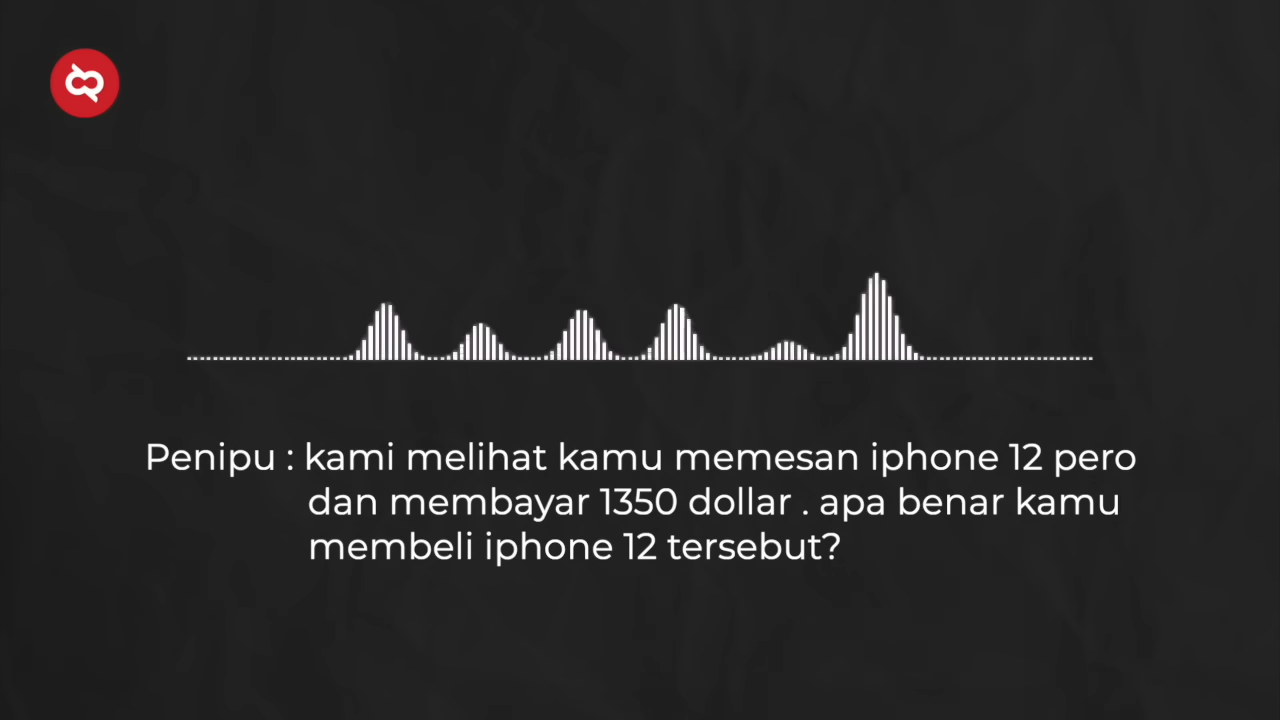 Penipu : kami melihat kamu memesan iphone 12 pero
dan membayar 1350 dollar . apa benar kamu
membeli iphone 12 tersebut?